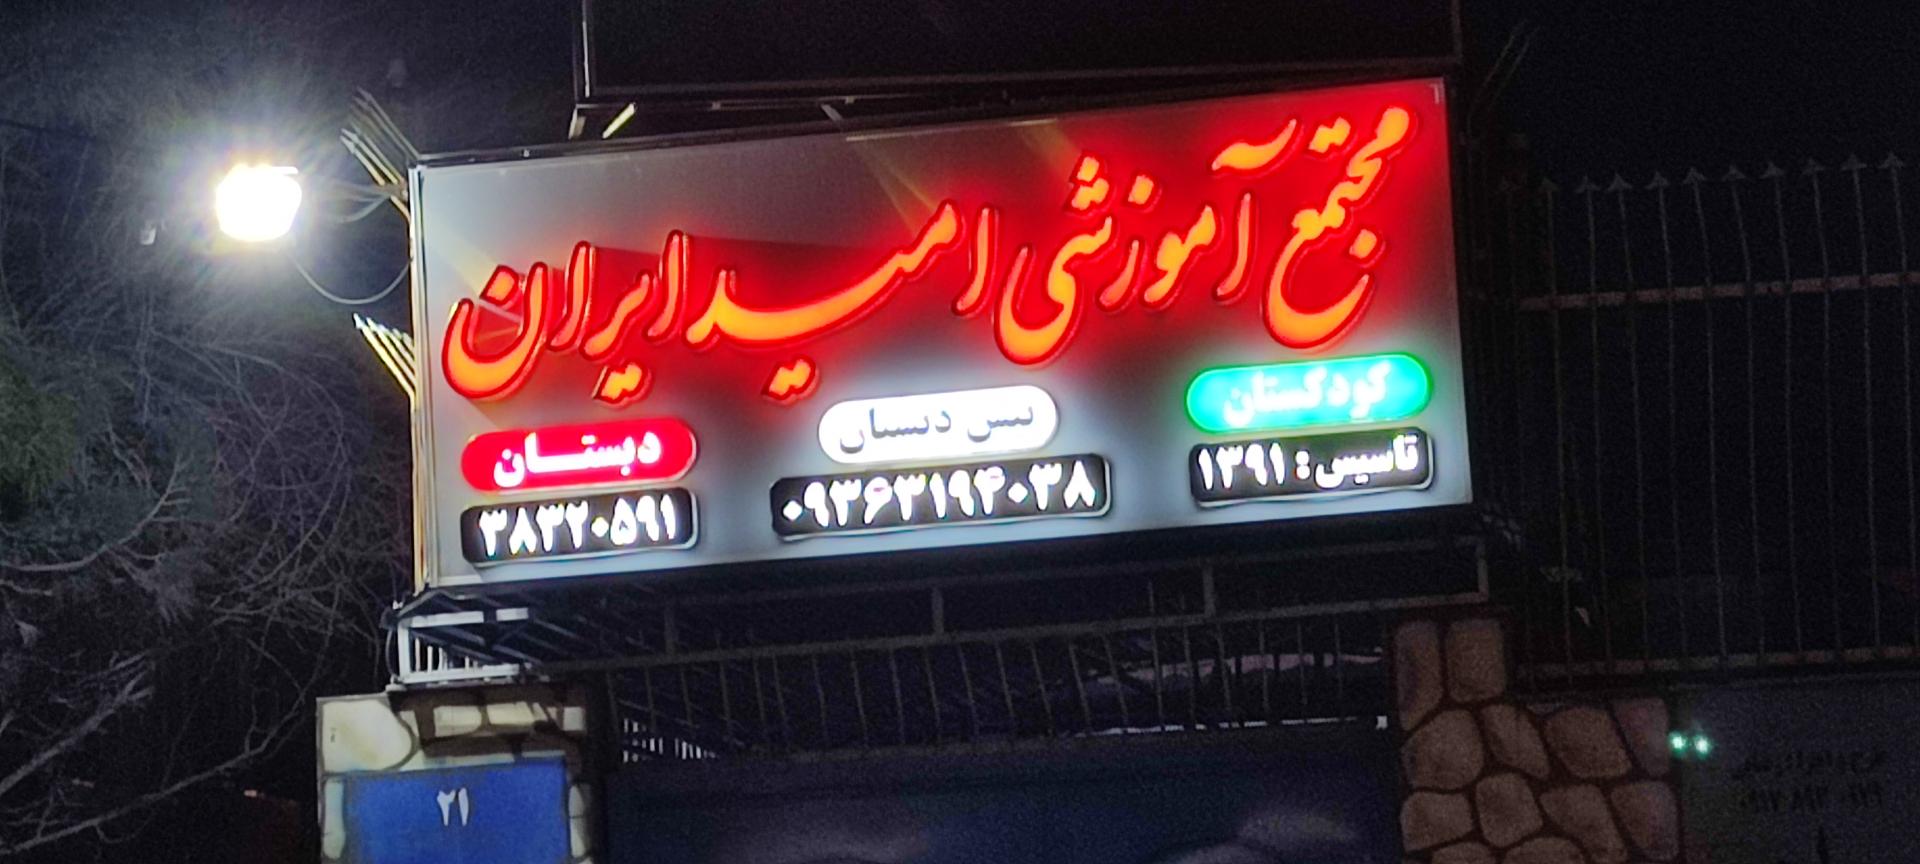 مجتمع آموزشی امید ایران
کودکستان
پیش دبستان
دبستان
تاسیس: ۱۳۹۱
۰۹۳۶۳۱۹۴۰۳۸
۳۸۳۲۰۵۹۱
۲۱